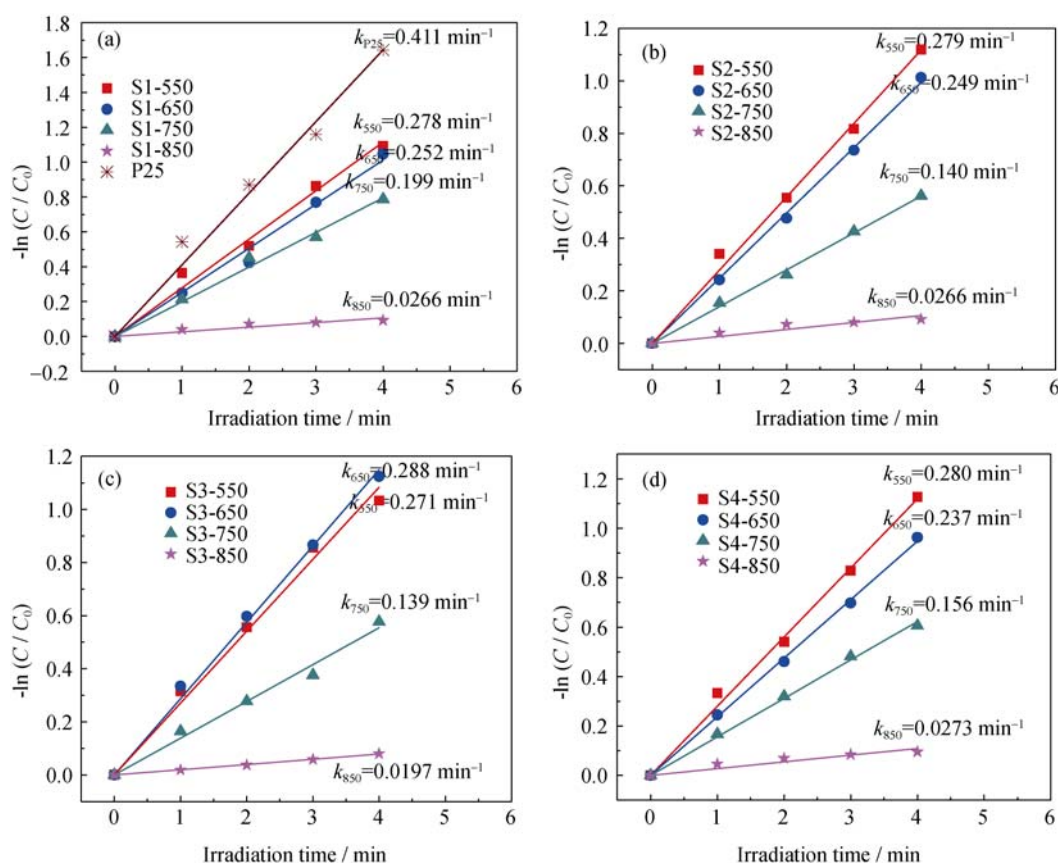 (a)
S1-550
S1-650
S1-750
S1-850
P25
k_P25=0.411 min⁻¹
k_550=0.278 min⁻¹
k_650=0.252 min⁻¹
k_750=0.199 min⁻¹
k_850=0.0266 min⁻¹
-ln (C / C₀)
1.8
1.6
1.4
1.2
1.0
0.8
0.6
0.4
0.2
0.0
−0.2
0 1 2 3 4 5 6
Irradiation time / min
(b)
S2-550
S2-650
S2-750
S2-850
k_550=0.279 min⁻¹
k_650=0.249 min⁻¹
k_750=0.140 min⁻¹
k_850=0.0266 min⁻¹
-ln (C / C₀)
1.2
1.0
0.8
0.6
0.4
0.2
0.0
0 1 2 3 4 5 6
Irradiation time / min
(c)
S3-550
S3-650
S3-750
S3-850
k_650=0.288 min⁻¹
k_550=0.271 min⁻¹
k_750=0.139 min⁻¹
k_850=0.0197 min⁻¹
-ln (C / C₀)
1.2
1.0
0.8
0.6
0.4
0.2
0.0
0 1 2 3 4 5 6
Irradiation time / min
(d)
S4-550
S4-650
S4-750
S4-850
k_550=0.280 min⁻¹
k_650=0.237 min⁻¹
k_750=0.156 min⁻¹
k_850=0.0273 min⁻¹
-ln (C / C₀)
1.2
1.0
0.8
0.6
0.4
0.2
0.0
0 1 2 3 4 5 6
Irradiation time / min